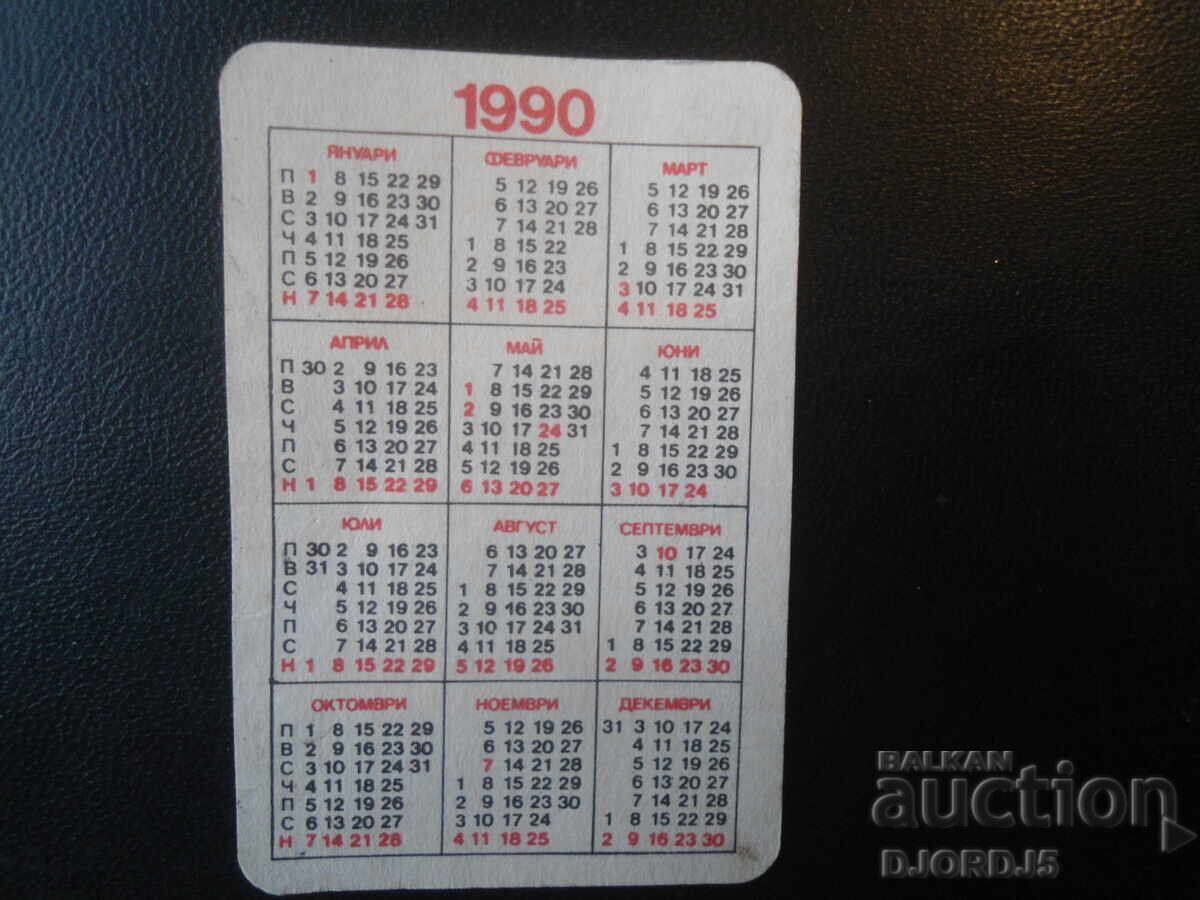 1990
ЯНУАРИ ФЕВРУАРИ МАРТ
П 1 8 15 22 29 5 12 19 26 5 12 19 26
В 2 9 16 23 30 6 13 20 27 6 13 20 27
С 3 10 17 24 31 7 14 21 28 7 14 21 28
Ч 4 11 18 25 1 8 15 22 1 8 15 22 29
П 5 12 19 26 2 9 16 23 2 9 16 23 30
С 6 13 20 27 3 10 17 24 3 10 17 24 31
Н 7 14 21 28 4 11 18 25 4 11 18 25
АПРИЛ МАЙ ЮНИ
П 30 2 9 16 23 7 14 21 28 4 11 18 25
В 3 10 17 24 1 8 15 22 29 5 12 19 26
С 4 11 18 25 2 9 16 23 30 6 13 20 27
Ч 5 12 19 26 3 10 17 24 31 7 14 21 28
П 6 13 20 27 4 11 18 25 1 8 15 22 29
С 7 14 21 28 5 12 19 26 2 9 16 23 30
Н 1 8 15 22 29 6 13 20 27 3 10 17 24
ЮЛИ АВГУСТ СЕПТЕМВРИ
П 30 2 9 16 23 6 13 20 27 3 10 17 24
В 31 3 10 17 24 7 14 21 28 4 11 18 25
С 4 11 18 25 1 8 15 22 29 5 12 19 26
Ч 5 12 19 26 2 9 16 23 30 6 13 20 27
П 6 13 20 27 3 10 17 24 31 7 14 21 28
С 7 14 21 28 4 11 18 25 1 8 15 22 29
Н 1 8 15 22 29 5 12 19 26 2 9 16 23 30
ОКТОМВРИ НОЕМВРИ ДЕКЕМВРИ
П 1 8 15 22 29 5 12 19 26 31 3 10 17 24
В 2 9 16 23 30 6 13 20 27 4 11 18 25
С 3 10 17 24 31 7 14 21 28 5 12 19 26
Ч 4 11 18 25 1 8 15 22 29 6 13 20 27
П 5 12 19 26 2 9 16 23 30 7 14 21 28
С 6 13 20 27 3 10 17 24 1 8 15 22 29
Н 7 14 21 28 4 11 18 25 2 9 16 23 30
BALKAN
auction
DJORDJ5